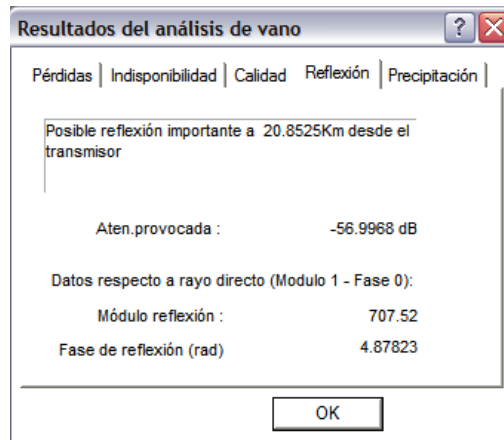 Resultados del análisis de vano
?
Pérdidas Indisponibilidad Calidad Reflexión Precipitación
Posible reflexión importante a 20.8525Km desde el
transmisor
Aten.provocada : -56.9968 dB
Datos respecto a rayo directo (Modulo 1 - Fase 0):
Módulo reflexión : 707.52
Fase de reflexión (rad) 4.87823
OK